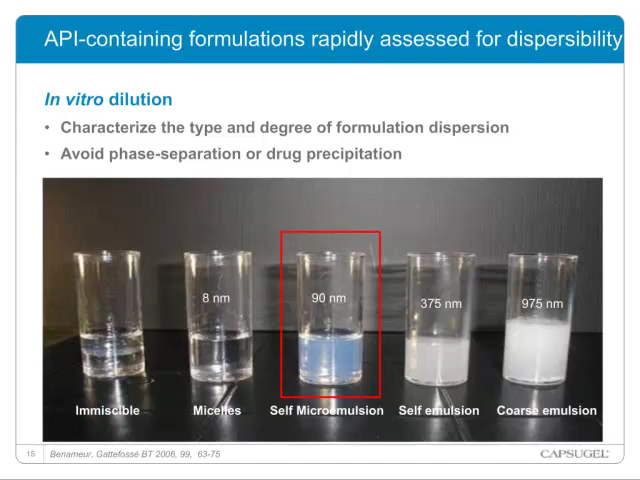 API-containing formulations rapidly assessed for dispersibility
In vitro dilution
• Characterize the type and degree of formulation dispersion
• Avoid phase-separation or drug precipitation
8 nm
90 nm
375 nm
975 nm
Immiscible
Micelles
Self Microemulsion
Self emulsion
Coarse emulsion
15
Benameur, Gattefossé BT 2006, 99, 63-75
CAPSUGEL